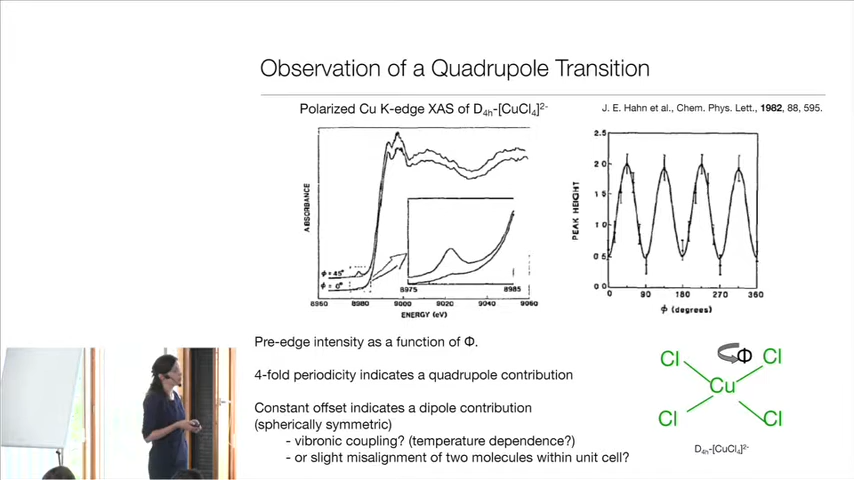 Observation of a Quadrupole Transition
Polarized Cu K-edge XAS of D4h-[CuCl4]2-
J. E. Hahn et al., Chem. Phys. Lett., 1982, 88, 595.
ABSORBANCE
Φ = 45°
Φ = 0°
8975
8985
8960
8980
9000
9020
9040
9060
ENERGY (eV)
PEAK HEIGHT
2.5
2.0
1.5
1.0
0.5
0.0
0
90
180
270
360
ϕ (degrees)
Pre-edge intensity as a function of Φ.
4-fold periodicity indicates a quadrupole contribution
Constant offset indicates a dipole contribution
(spherically symmetric)
- vibronic coupling? (temperature dependence?)
- or slight misalignment of two molecules within unit cell?
Cl
Φ
Cl
Cu
Cl
Cl
D4h-[CuCl4]2-